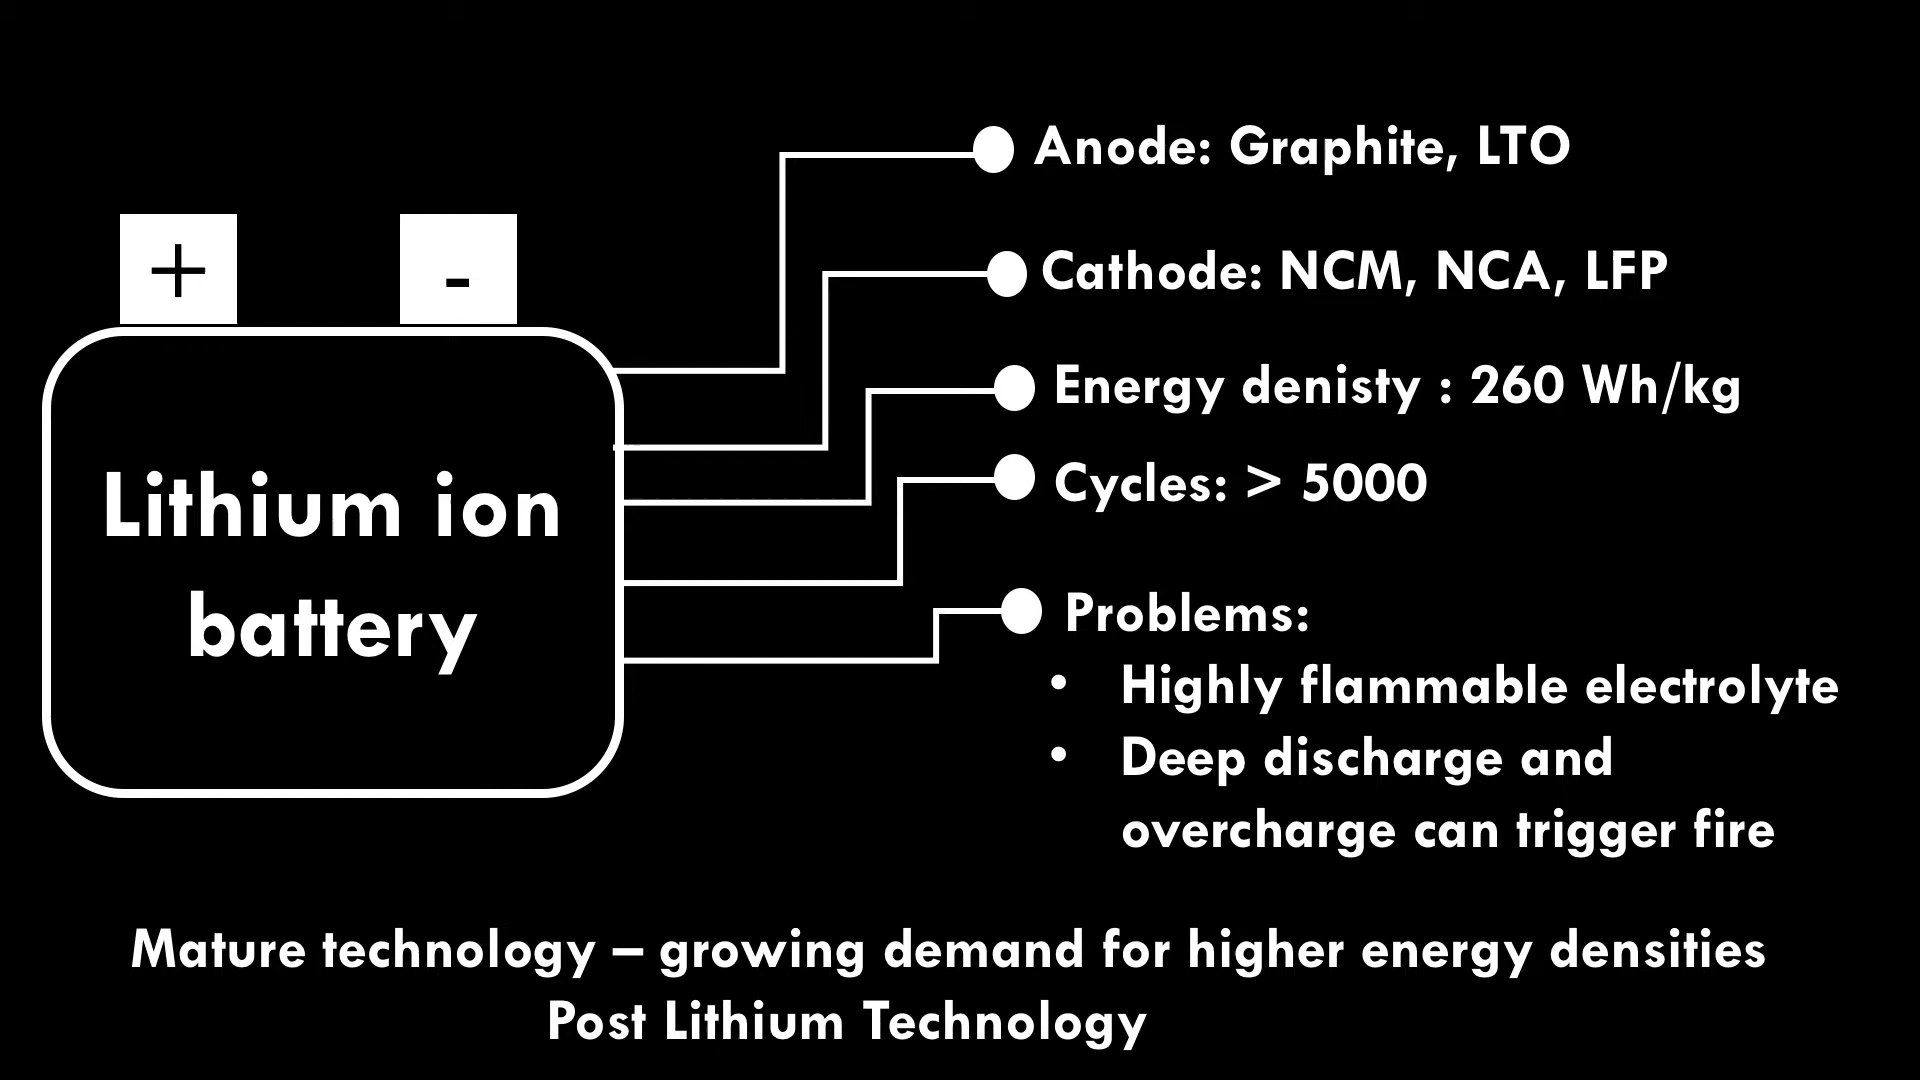 + -
Lithium ion
battery
Anode: Graphite, LTO
Cathode: NCM, NCA, LFP
Energy denisty : 260 Wh/kg
Cycles: > 5000
Problems:
• Highly flammable electrolyte
• Deep discharge and
overcharge can trigger fire
Mature technology – growing demand for higher energy densities
Post Lithium Technology